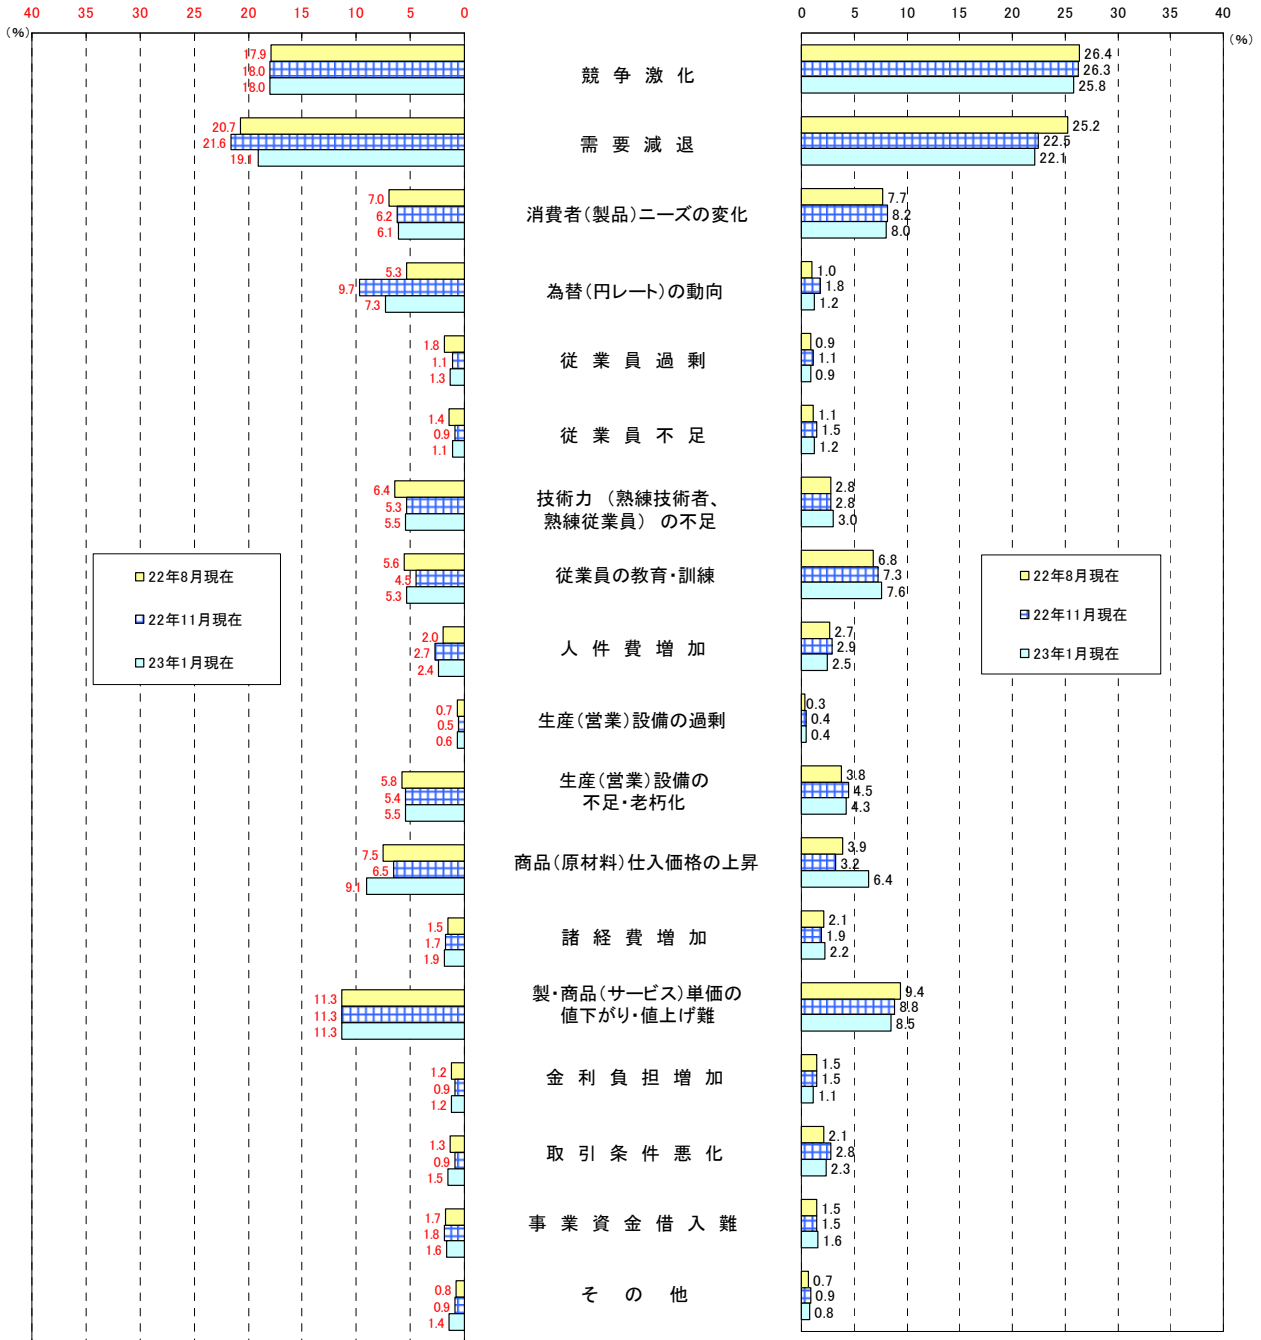 40 35 30 25 20 15 10 5 0 0 5 10 15 20 25 30 35 40
(%) (%)
17.9 26.4
18.0 競争激化 26.3
18.0 25.8
20.7 25.2
21.6 需要減退 22.5
19.1 22.1
7.0 7.7
6.2 消費者(製品)ニーズの変化 8.2
6.1 8.0
5.3 1.0
9.7 為替(円レート)の動向 1.8
7.3 1.2
1.8 0.9
1.1 従業員過剰 1.1
1.3 0.9
1.4 1.1
0.9 従業員不足 1.5
1.1 1.2
6.4 技術力 (熟練技術者、 2.8
5.3 熟練従業員) の不足 2.8
5.5 3.0
5.6 6.8
4.5 従業員の教育・訓練 7.3
5.3 7.6
22年8月現在 22年8月現在
22年11月現在 22年11月現在
23年1月現在 23年1月現在
2.0 2.7
2.7 人件費増加 2.9
2.4 2.5
0.7 0.3
0.5 生産(営業)設備の過剰 0.4
0.6 0.4
5.8 生産(営業)設備の 3.8
5.4 不足・老朽化 4.5
5.5 4.3
7.5 3.9
6.5 商品(原材料)仕入価格の上昇 3.2
9.1 6.4
1.5 2.1
1.7 諸経費増加 1.9
1.9 2.2
11.3 製・商品(サービス)単価の 9.4
11.3 値下がり・値上げ難 8.8
11.3 8.5
1.2 1.5
0.9 金利負担増加 1.5
1.2 1.1
1.3 2.1
0.9 取引条件悪化 2.8
1.5 2.3
1.7 1.5
1.8 事業資金借入難 1.5
1.6 1.6
0.8 0.7
0.9 その他 0.9
1.4 0.8